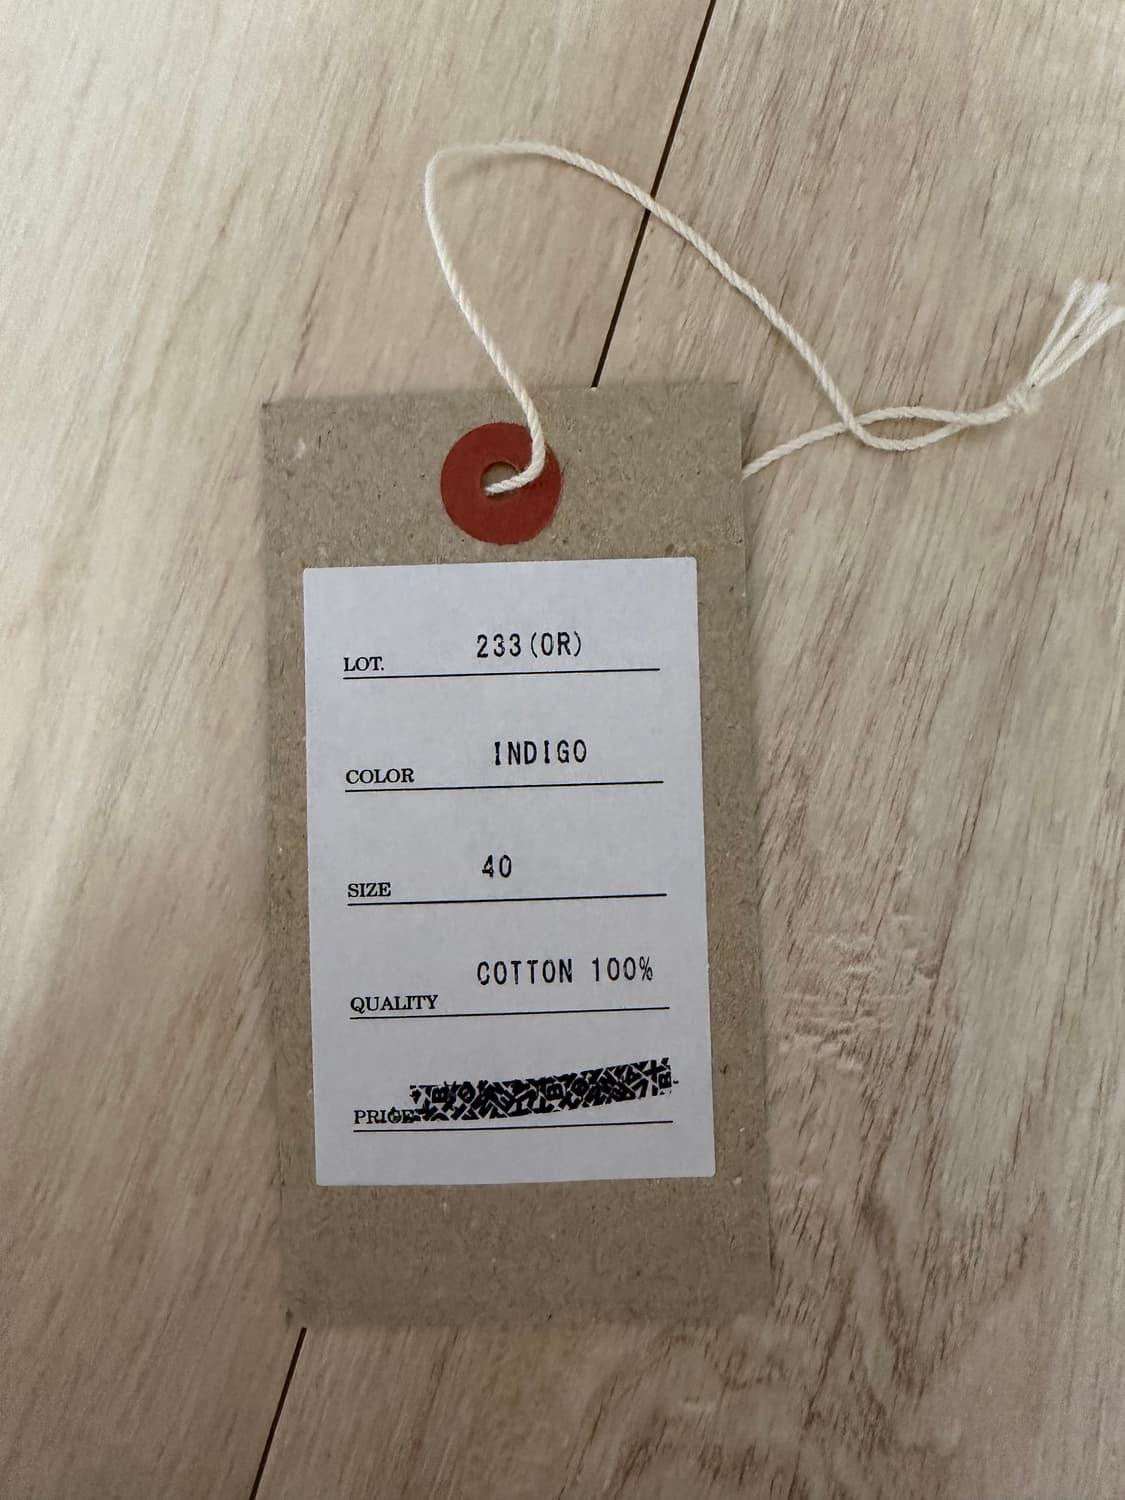 LOT. 233(OR)
COLOR INDIGO
SIZE 40
QUALITY COTTON 100%
PRICE